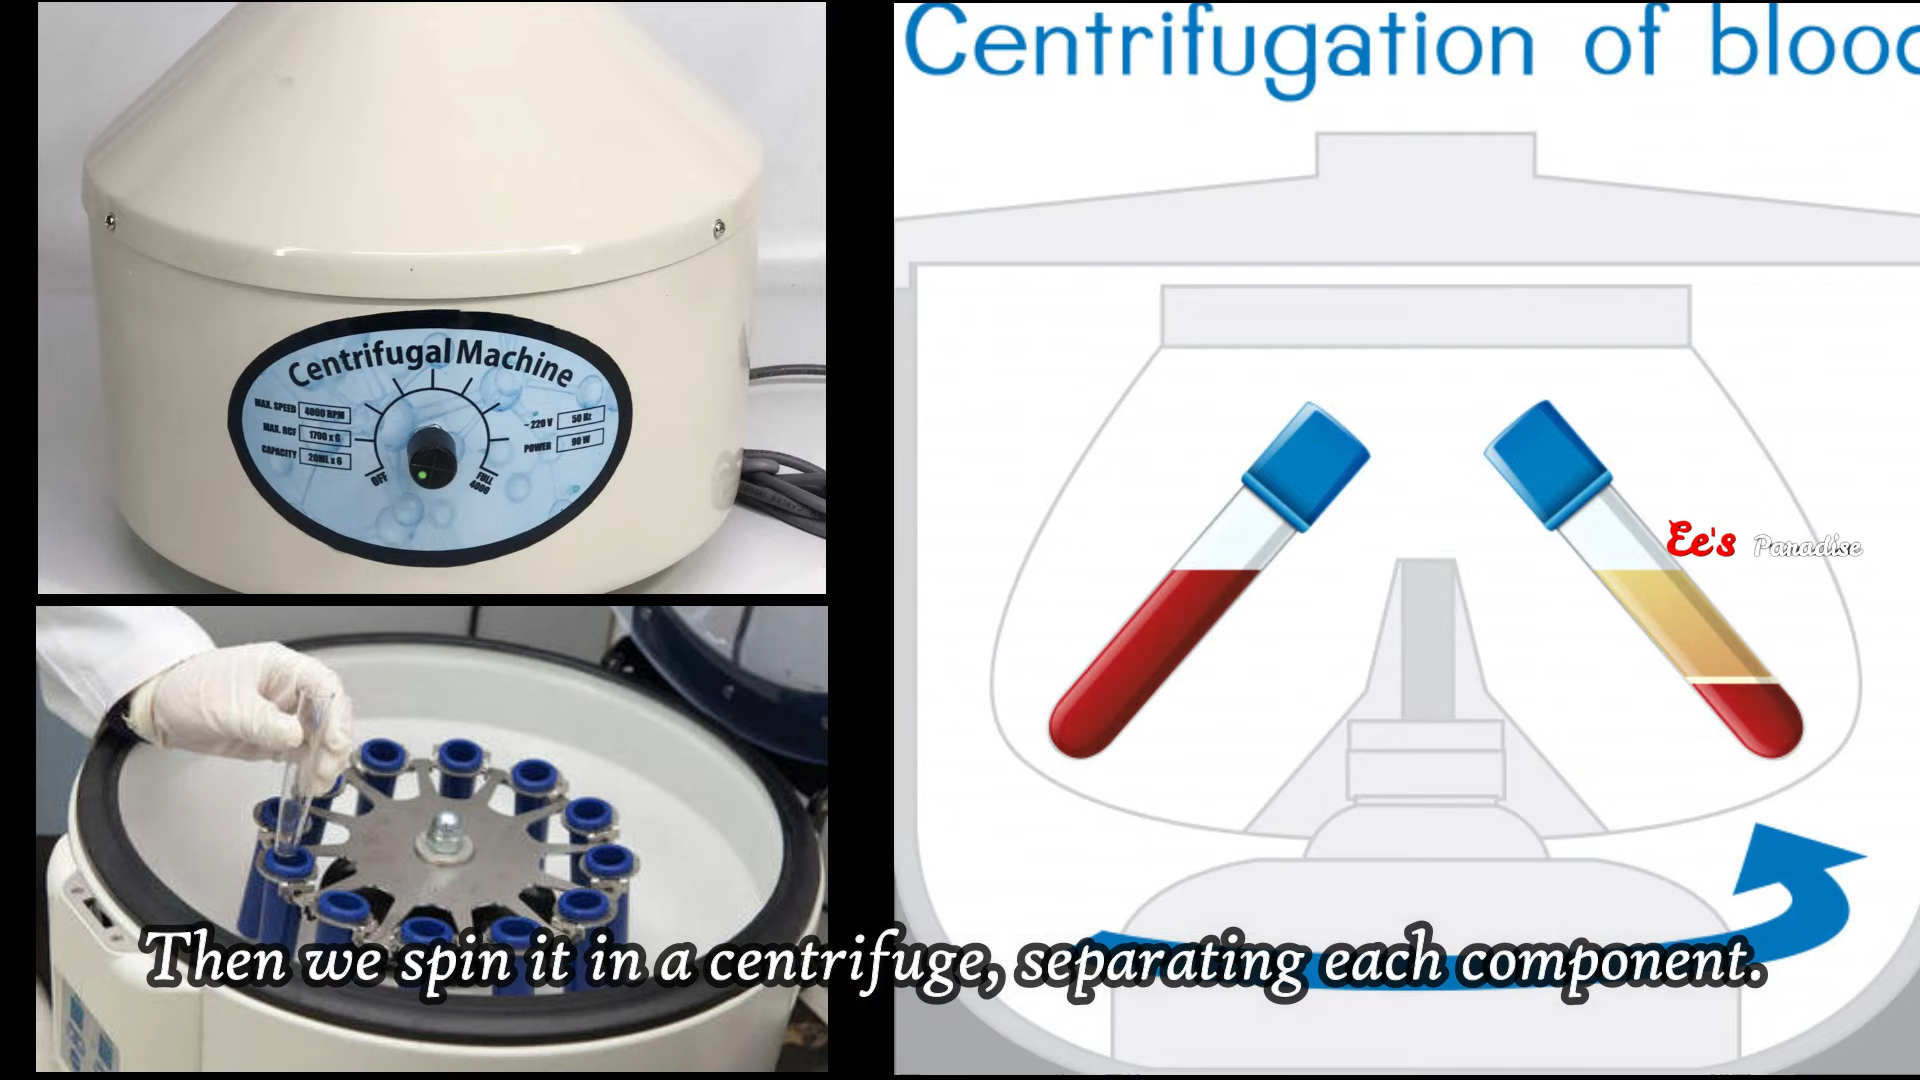 Centrifugal Machine
MAX. SPEED 4000 RPM
MAX. RCF 1790 x G
CAPACITY 20ML x 6
~ 220 V 50 Hz
POWER 90 W
OFF
FULL
4000
Centrifugation of blood
Ee's Paradise
Then we spin it in a centrifuge, separating each component.